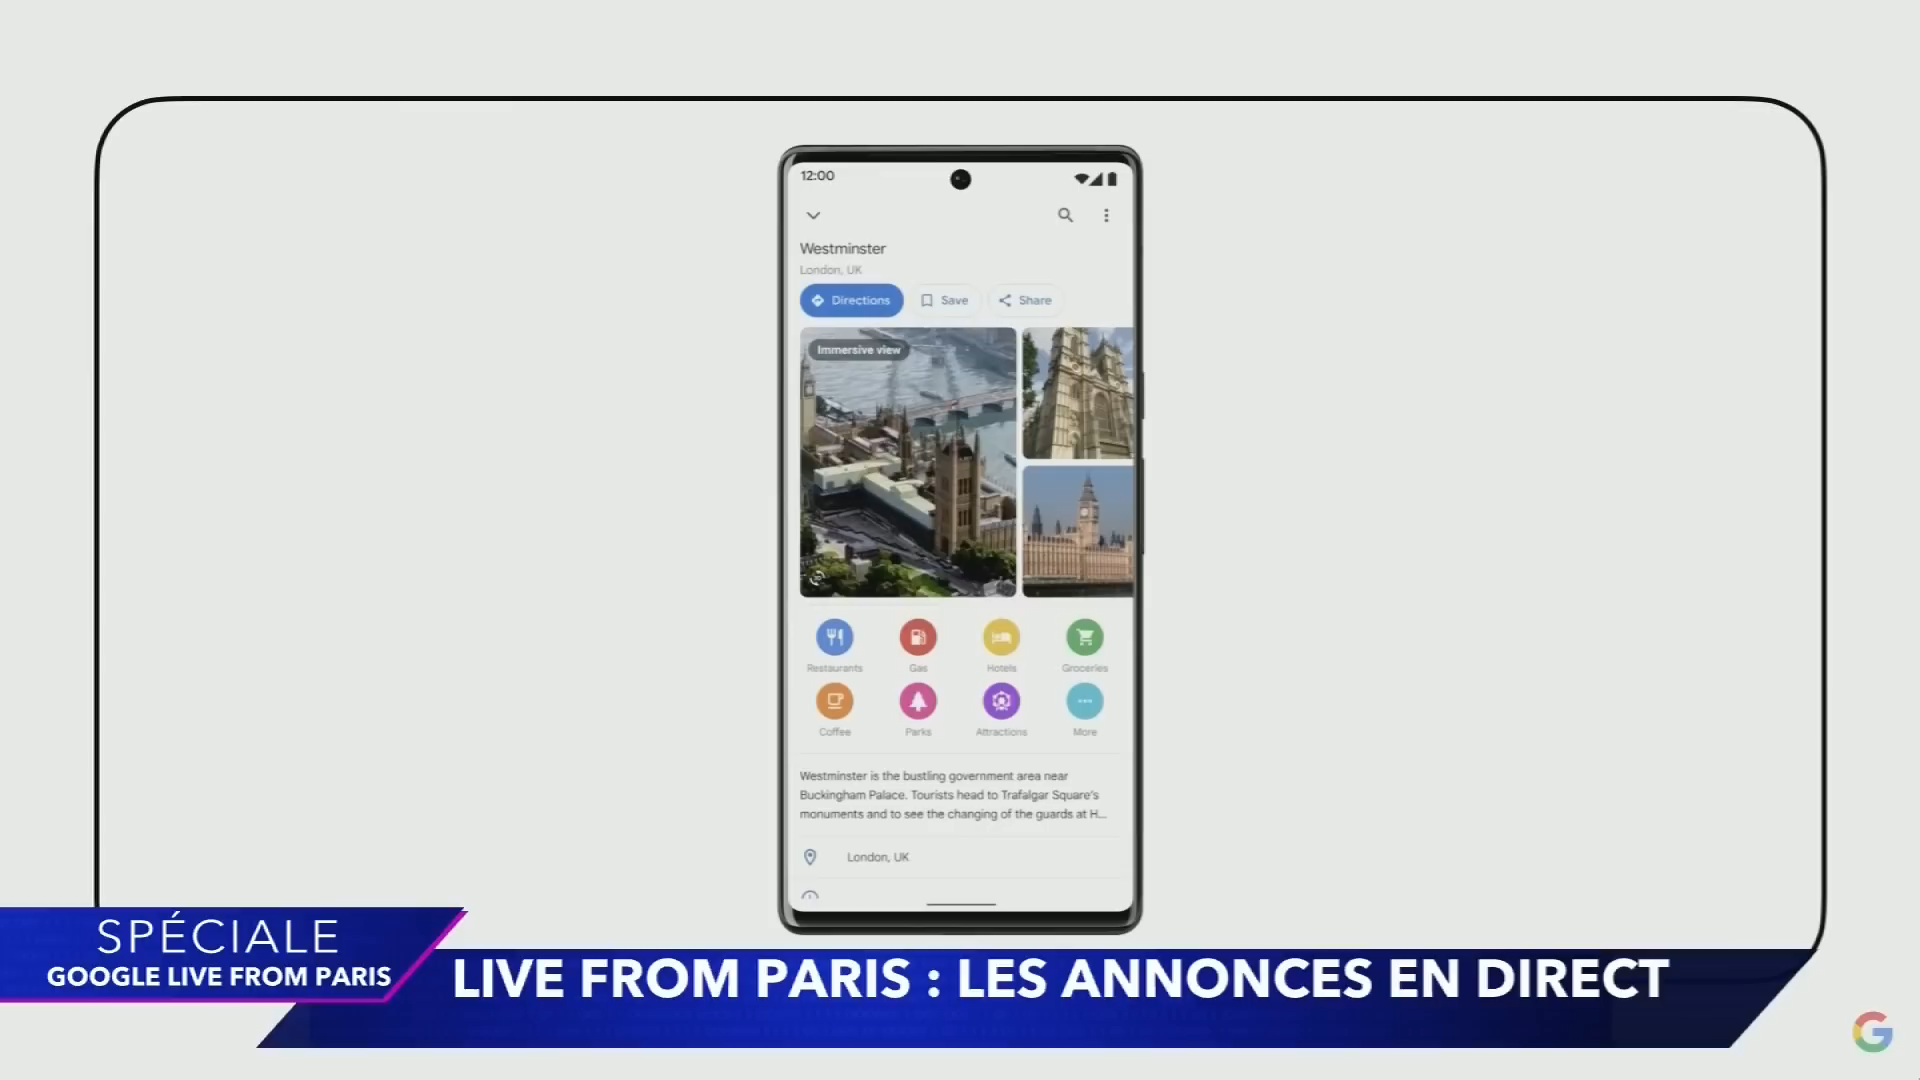 12:00
Westminster
London, UK
Directions
Save
Share
Immersive view
Restaurants
Gas
Hotels
Groceries
Coffee
Parks
Attractions
More
Westminster is the bustling government area near
Buckingham Palace. Tourists head to Trafalgar Square's
monuments and to see the changing of the guards at H...
London, UK
SPÉCIALE
GOOGLE LIVE FROM PARIS
LIVE FROM PARIS : LES ANNONCES EN DIRECT